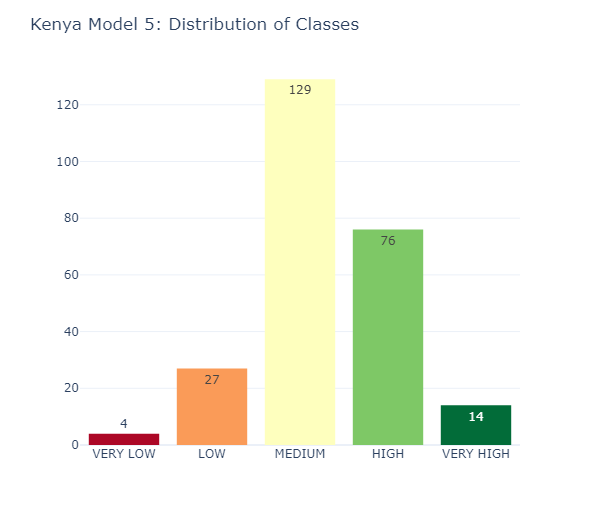 Kenya Model 5: Distribution of Classes
120
100
80
60
40
20
0
4
27
129
76
14
VERY LOW
LOW
MEDIUM
HIGH
VERY HIGH